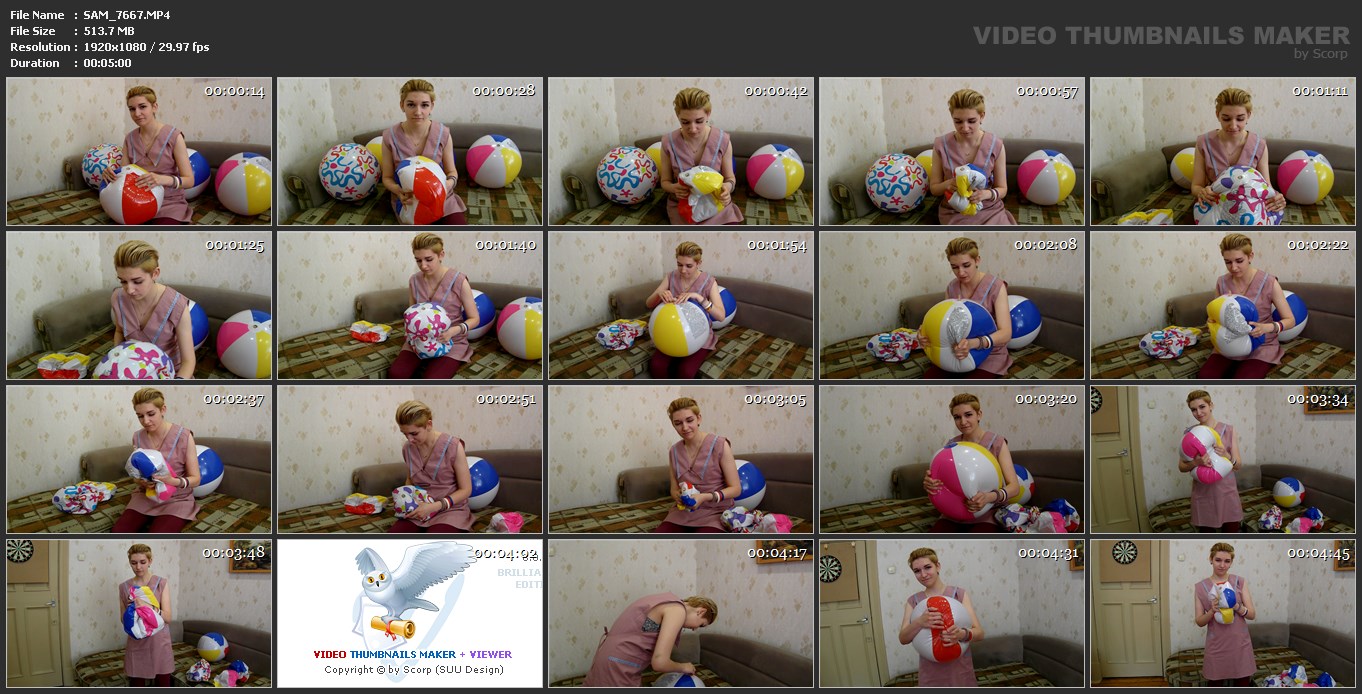 File Name : SAM_7667.MP4
File Size : 513.7 MB
Resolution : 1920x1080 / 29.97 fps
Duration : 00:05:00
VIDEO THUMBNAILS MAKER
by Scorp
00:00:14
00:00:28
00:00:42
00:00:57
00:01:11
00:01:25
00:01:40
00:01:54
00:02:08
00:02:22
00:02:37
00:02:51
00:03:05
00:03:20
00:03:34
00:03:48
00:04:02
BRILLIA
EDITI
VIDEO THUMBNAILS MAKER + VIEWER
Copyright © by Scorp (SUU Design)
00:04:17
00:04:31
00:04:45